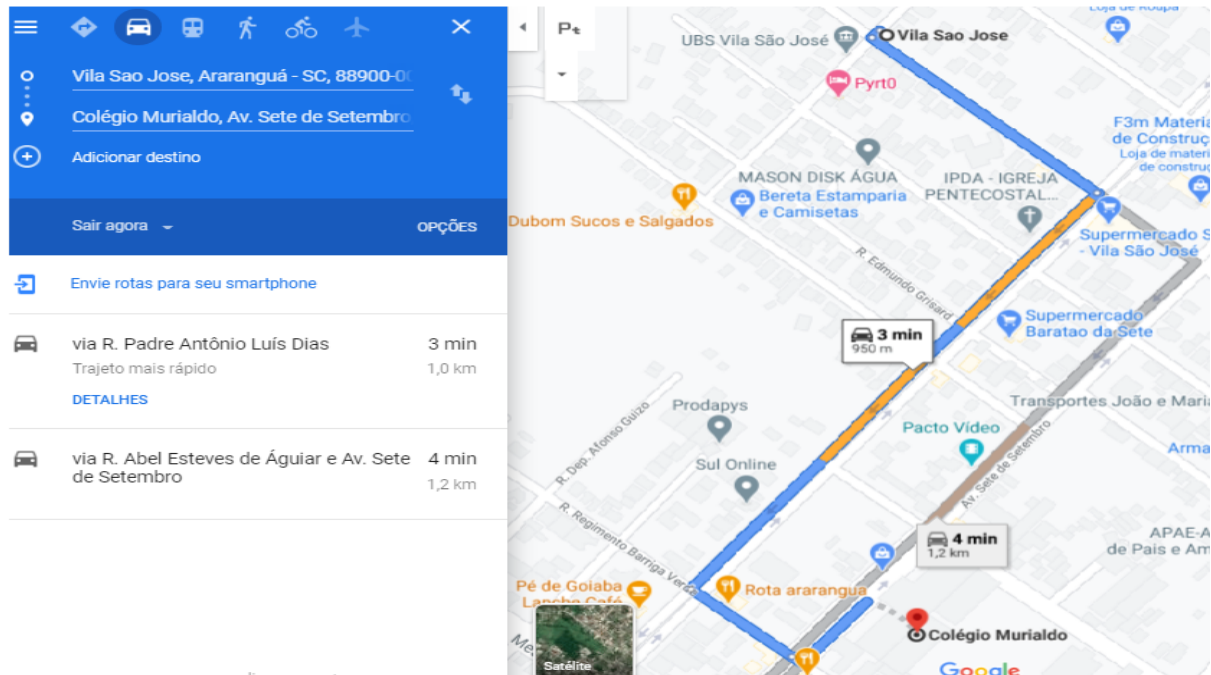 Vila Sao Jose, Araranguá - SC, 88900-00
Colégio Murialdo, Av. Sete de Setembro
Adicionar destino
Sair agora
OPÇÕES
Envie rotas para seu smartphone
via R. Padre Antônio Luís Dias
3 min
Trajeto mais rápido
1,0 km
DETALHES
via R. Abel Esteves de Águiar e Av. Sete
4 min
de Setembro
1,2 km
Loja de Roupa
UBS Vila São José
Vila Sao Jose
Pyrt0
F3m Materia
de Construç
Loja de materi
de construç
MASON DISK ÁGUA
Bereta Estamparia
e Camisetas
IPDA - IGREJA
PENTECOSTAL...
Dubom Sucos e Salgados
Supermercado S
- Vila São José
R. Edmundo Grisard
Supermercado
Baratao da Sete
3 min
950 m
Transportes João e Mari
Prodapys
R. Dep. Afonso Guizo
Pacto Vídeo
Arma
Sul Online
Av. Sete de Setembro
R. Regimento Barriga Verde
4 min
1,2 km
APAE-A
de Pais e Am
Pé de Goiaba
Lanche Café
Rota ararangua
Colégio Murialdo
Satélite
Google